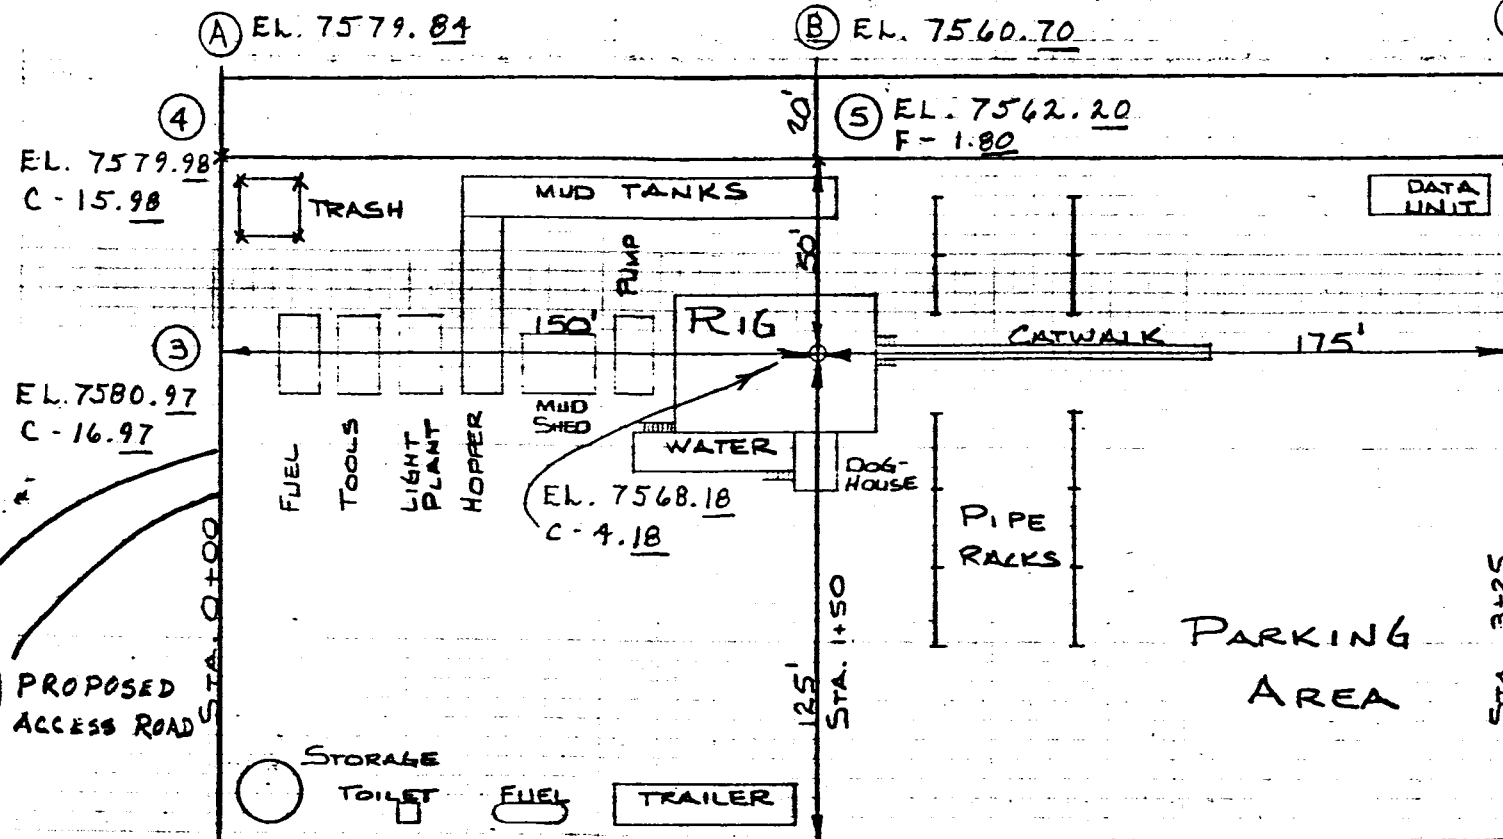 A EL. 7579.84
B EL. 7560.70
4
EL. 7579.98
C - 15.98
20'
5 EL. 7562.20
F - 1.80
TRASH
MUD TANKS
DATA
UNIT
50'
PUMP
3
EL. 7580.97
C - 16.97
150'
RIG
CATWALK
175'
MUD
SHED
FUEL
TOOLS
LIGHT
PLANT
HOPPER
WATER
DOG-
HOUSE
EL. 7568.18
C - 4.18
PIPE
RACKS
STA. 0+00
STA. 1+50
125'
STA. 3+25
PARKING
AREA
PROPOSED
ACCESS ROAD
STORAGE
TOILET
FUEL
TRAILER